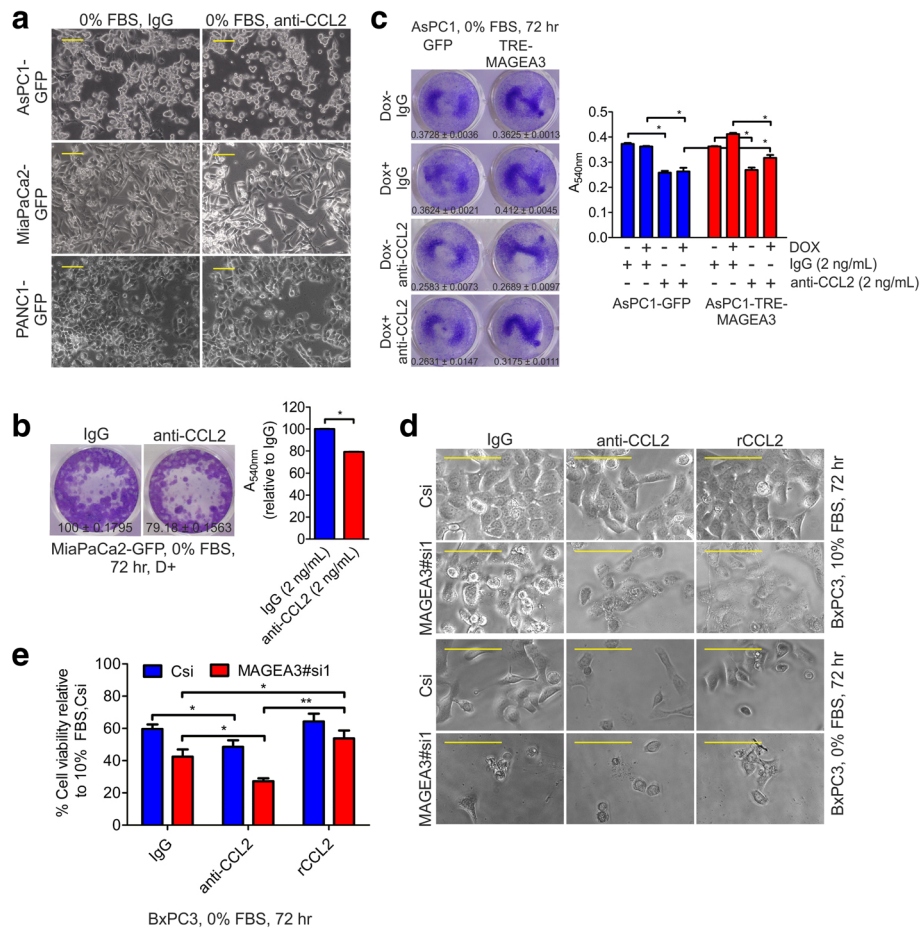 a
0% FBS, IgG
0% FBS, anti-CCL2
AsPC1-
GFP
MiaPaCa2-
GFP
PANC1-
GFP
b
IgG
anti-CCL2
100 ± 0.1795
79.18 ± 0.1563
MiaPaCa2-GFP, 0% FBS,
72 hr, D+
A540nm
(relative to IgG)
120
100
80
60
40
20
0
*
IgG (2 ng/mL)
anti-CCL2 (2 ng/mL)
c
AsPC1, 0% FBS, 72 hr
GFP
TRE-
MAGEA3
Dox-
IgG
0.3728 ± 0.0036
0.3625 ± 0.0013
Dox+
IgG
0.3624 ± 0.0021
0.412 ± 0.0045
Dox-
anti-CCL2
0.2583 ± 0.0073
0.2689 ± 0.0097
Dox+
anti-CCL2
0.2631 ± 0.0147
0.3175 ± 0.0111
A540nm
0.5
0.4
0.3
0.2
0.1
0.0
* * * * *
- + - + - + - + DOX
+ + - - + + - - IgG (2 ng/mL)
- - + + - - + + anti-CCL2 (2 ng/mL)
AsPC1-GFP
AsPC1-TRE-
MAGEA3
d
IgG
anti-CCL2
rCCL2
Csi
MAGEA3#si1
BxPC3, 10% FBS, 72 hr
Csi
MAGEA3#si1
BxPC3, 0% FBS, 72 hr
e
% Cell viability relative
to 10% FBS,Csi
100
80
60
40
20
0
Csi
MAGEA3#si1
*
* **
*
IgG
anti-CCL2
rCCL2
BxPC3, 0% FBS, 72 hr